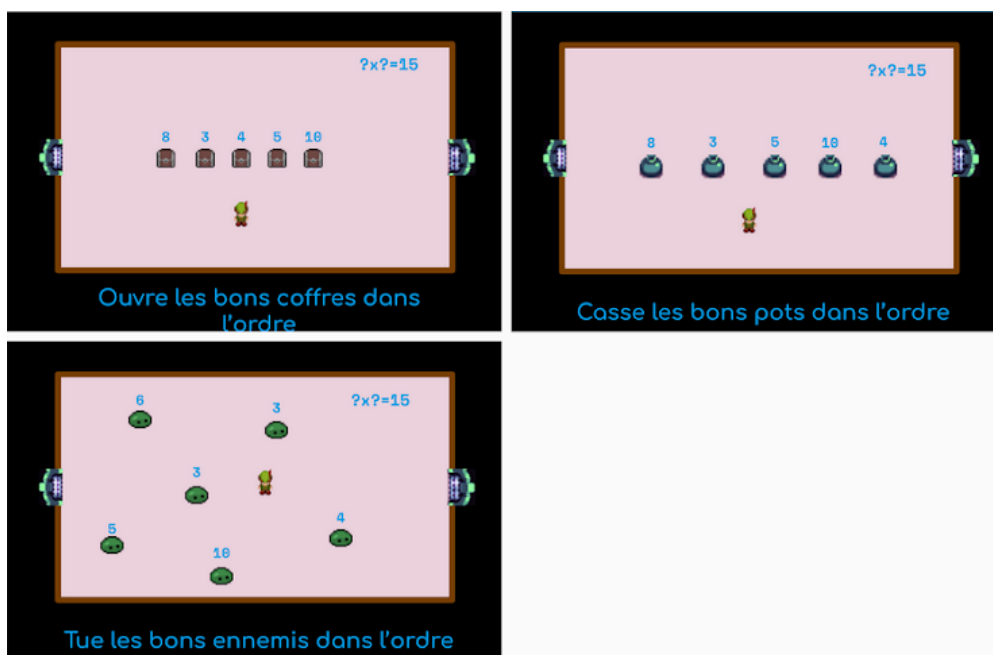 ?x?=15
8 3 4 5 10
Ouvre les bons coffres dans
l'ordre
?x?=15
8 3 5 10 4
Casse les bons pots dans l'ordre
?x?=15
6
3
3
5
4
10
Tue les bons ennemis dans l'ordre